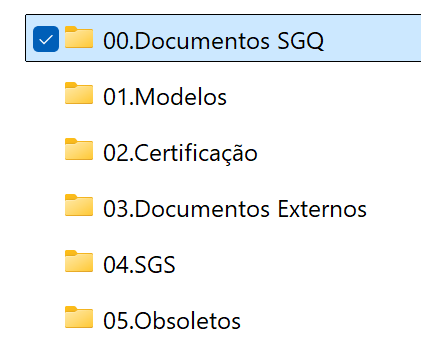 00.Documentos SGQ
01.Modelos
02.Certificação
03.Documentos Externos
04.SGS
05.Obsoletos